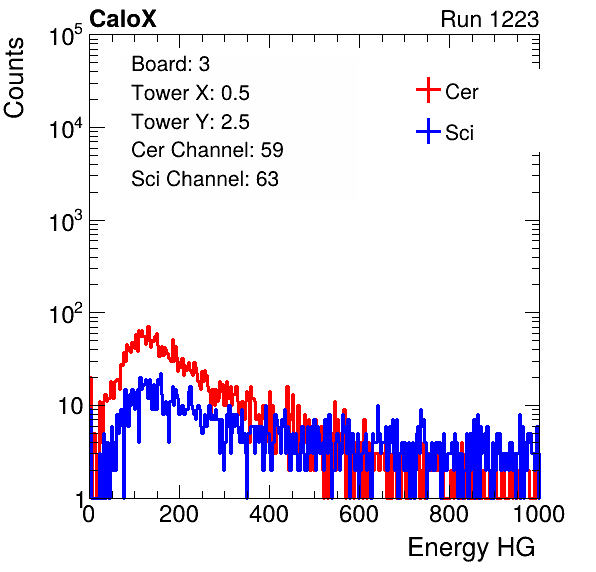 CaloX Run 1223
Counts
10^5
10^4
10^3
10^2
10
1
Board: 3
Tower X: 0.5
Tower Y: 2.5
Cer Channel: 59
Sci Channel: 63
Cer
Sci
0 200 400 600 800 1000
Energy HG